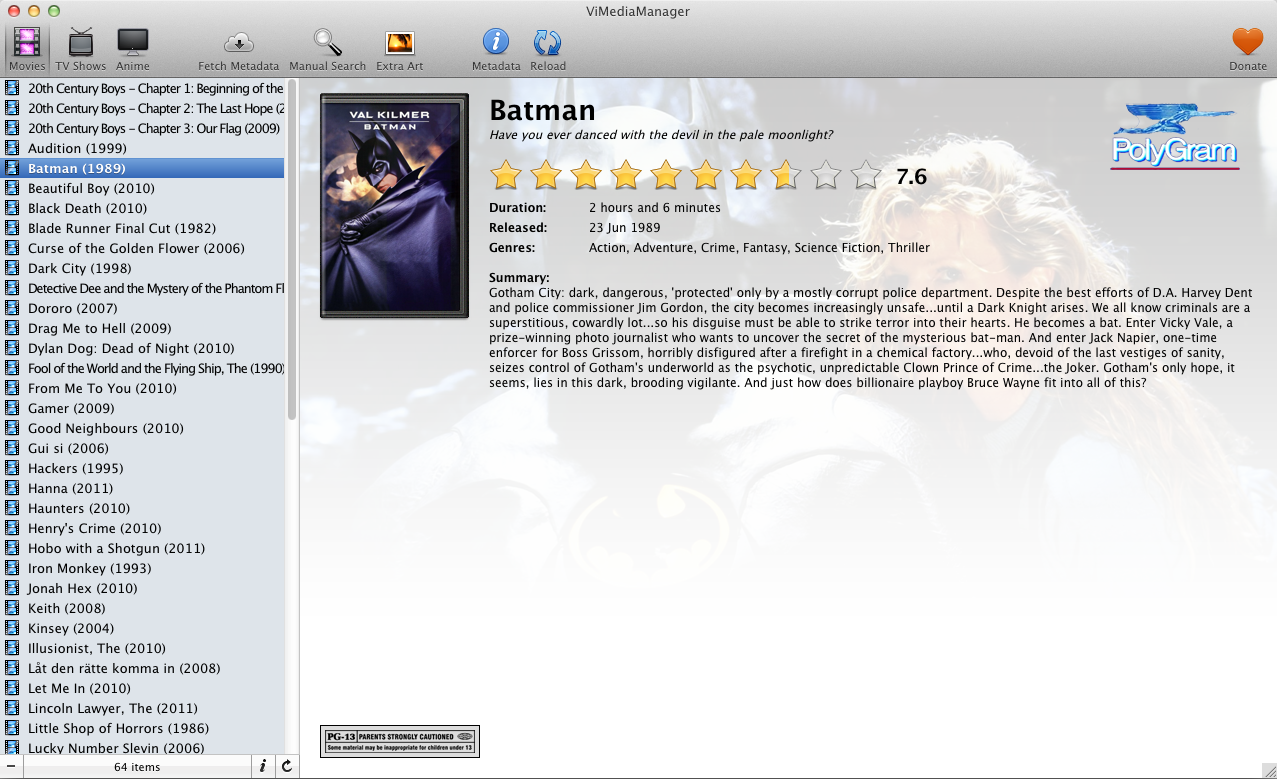 ViMediaManager
Movies TV Shows Anime Fetch Metadata Manual Search Extra Art Metadata Reload Donate
20th Century Boys – Chapter 1: Beginning of the
20th Century Boys – Chapter 2: The Last Hope (2
20th Century Boys – Chapter 3: Our Flag (2009)
Audition (1999)
Batman (1989)
Beautiful Boy (2010)
Black Death (2010)
Blade Runner Final Cut (1982)
Curse of the Golden Flower (2006)
Dark City (1998)
Detective Dee and the Mystery of the Phantom Fl
Dororo (2007)
Drag Me to Hell (2009)
Dylan Dog: Dead of Night (2010)
Fool of the World and the Flying Ship, The (1990)
From Me To You (2010)
Gamer (2009)
Good Neighbours (2010)
Gui si (2006)
Hackers (1995)
Hanna (2011)
Haunters (2010)
Henry's Crime (2010)
Hobo with a Shotgun (2011)
Iron Monkey (1993)
Jonah Hex (2010)
Keith (2008)
Kinsey (2004)
Illusionist, The (2010)
Låt den rätte komma in (2008)
Let Me In (2010)
Lincoln Lawyer, The (2011)
Little Shop of Horrors (1986)
Lucky Number Slevin (2006)
64 items
VAL KILMER
BATMAN
Batman
Have you ever danced with the devil in the pale moonlight?
7.6
PolyGram
Duration: 2 hours and 6 minutes
Released: 23 Jun 1989
Genres: Action, Adventure, Crime, Fantasy, Science Fiction, Thriller
Summary:
Gotham City: dark, dangerous, 'protected' only by a mostly corrupt police department. Despite the best efforts of D.A. Harvey Dent
and police commissioner Jim Gordon, the city becomes increasingly unsafe...until a Dark Knight arises. We all know criminals are a
superstitious, cowardly lot...so his disguise must be able to strike terror into their hearts. He becomes a bat. Enter Vicky Vale, a
prize-winning photo journalist who wants to uncover the secret of the mysterious bat-man. And enter Jack Napier, one-time
enforcer for Boss Grissom, horribly disfigured after a firefight in a chemical factory...who, devoid of the last vestiges of sanity,
seizes control of Gotham's underworld as the psychotic, unpredictable Clown Prince of Crime...the Joker. Gotham's only hope, it
seems, lies in this dark, brooding vigilante. And just how does billionaire playboy Bruce Wayne fit into all of this?
PG-13 PARENTS STRONGLY CAUTIONED
Some material may be inappropriate for children under 13